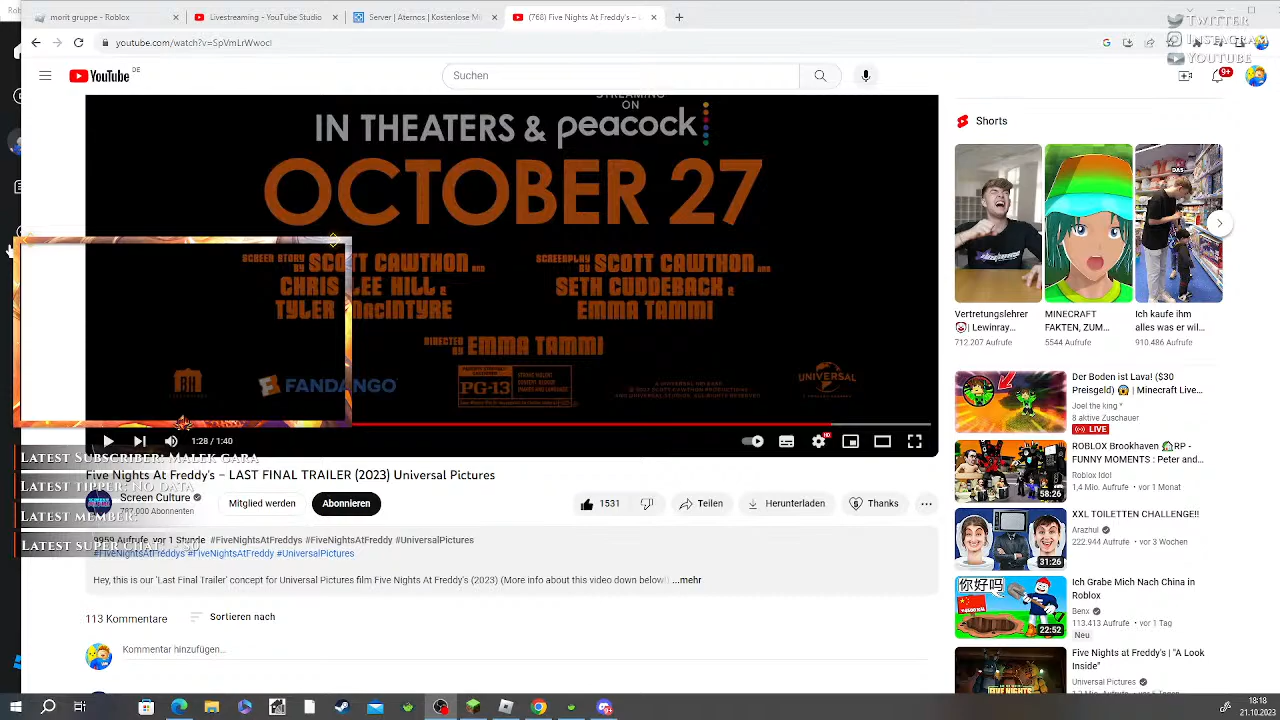 mort gruppe - Roblox
Livestreaming - YouTube Studio
Server | Aternos | Kostenlose Mi
(768) Five Nights At Freddy's –
Twitter
Instagram
YouTube
youtube.com/watch?v=SpVmLrWwocI
YouTube DE
Suchen
9+
STREAMING
ON
IN THEATERS & peacock
OCTOBER 27
SCREEN STORY BY SCOTT CAWTHON AND
CHRIS LEE HILL &
TYLER MACINTYRE
SCREENPLAY BY SCOTT CAWTHON AND
SETH CUDDEBACK &
EMMA TAMMI
DIRECTED BY EMMA TAMMI
FANDANGO
PG-13
UNIVERSAL
1:28 / 1:40
HD
Latest Subscriber: Malek Gara
Five Nights At Freddy's – LAST FINAL TRAILER (2023) Universal Pictures
Latest tipper: No data
Screen Culture
Abonnenten
Mitglied werden
Abonnieren
1531
Teilen
Herunterladen
Thanks
Latest member:
Latest super chat:
Aufrufe vor 1 Stunde #FiveNightsAtFreddys #FiveNightsAtFreddy #UniversalPictures
#FiveNightsAtFreddys #FiveNightsAtFreddy #UniversalPictures
Hey, this is our 'Last Final Trailer' concept for Universal Pictures film Five Nights At Freddy's (2023) (More info about this video down below!) ...mehr
113 Kommentare
Sortieren nach
Kommentar hinzufügen...
Shorts
DAS
Vertretungslehrer
| Lewinray...
712.207 Aufrufe
MINECRAFT
FAKTEN, ZUM...
5544 Aufrufe
Ich kaufe ihm
alles was er wil...
910.486 Aufrufe
Der Boden ist Lava! ($30
Preisgeld) | Minecraft Live...
Joel the king *
8 aktive Zuschauer
LIVE
ROBLOX Brookhaven RP -
FUNNY MOMENTS : Peter and...
Roblox Idol
1,4 Mio. Aufrufe • vor 1 Monat
58:26
XXL TOILETTEN CHALLENGE!!
Arazhul
222.944 Aufrufe • vor 3 Wochen
31:26
你好吗
Ich Grabe Mich Nach China in
Roblox
Benx
113.413 Aufrufe • vor 1 Tag
Neu
22:52
Five Nights at Freddy's | "A Look
Inside"
Universal Pictures
18:18
21.10.2023